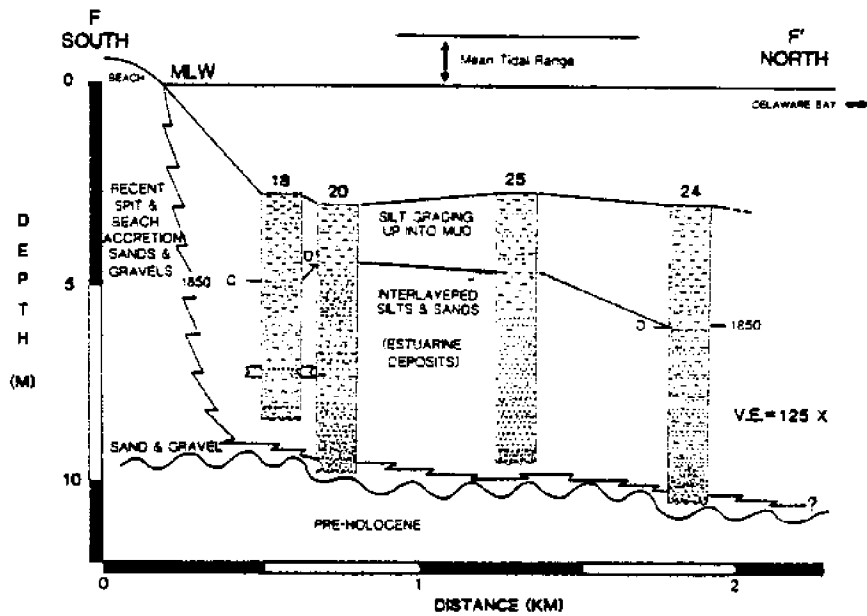 F
SOUTH
F'
NORTH
Mean Tidal Range
BEACH
MLW
0
DELAWARE BAY
18
20
25
24
RECENT
SPIT &
BEACH
ACCRETION
SANDS &
GRAVELS
SILT GRADING
UP INTO MUD
D
E
P
T
H
(M)
1850
G
D
5
INTERLAYERED
SILTS & SANDS
(ESTUARINE
DEPOSITS)
D
1850
V.E.= 125 X
SAND & GRAVEL
10
?
PRE-HOLOCENE
0
1
2
DISTANCE (KM)